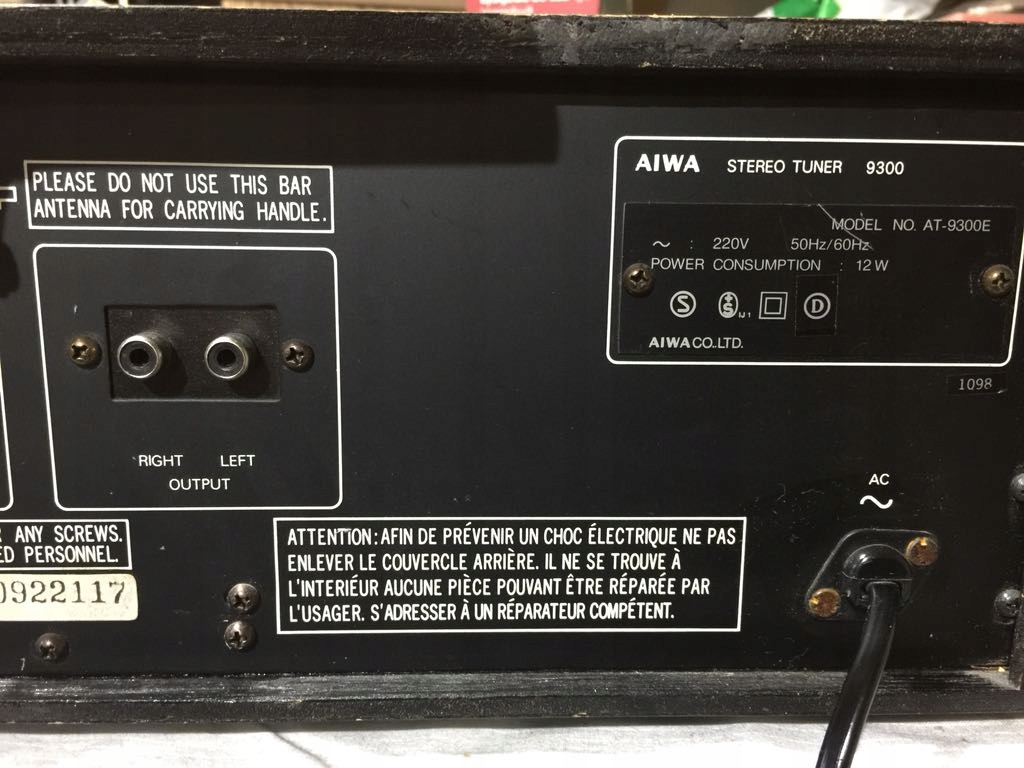 PLEASE DO NOT USE THIS BAR
ANTENNA FOR CARRYING HANDLE.
AIWA STEREO TUNER 9300
MODEL NO. AT-9300E
~ : 220V 50Hz/60Hz
POWER CONSUMPTION : 12W
S S D
AIWA CO.,LTD.
1098
RIGHT LEFT
OUTPUT
AC
~
ANY SCREWS.
PERSONNEL.
0922117
ATTENTION: AFIN DE PRÉVENIR UN CHOC ÉLECTRIQUE NE PAS
ENLEVER LE COUVERCLE ARRIÈRE. IL NE SE TROUVE À
L'INTERIÉUR AUCUNE PIÈCE POUVANT ÊTRE RÉPARÉE PAR
L'USAGER. S'ADRESSER À UN RÉPARATEUR COMPÉTENT.